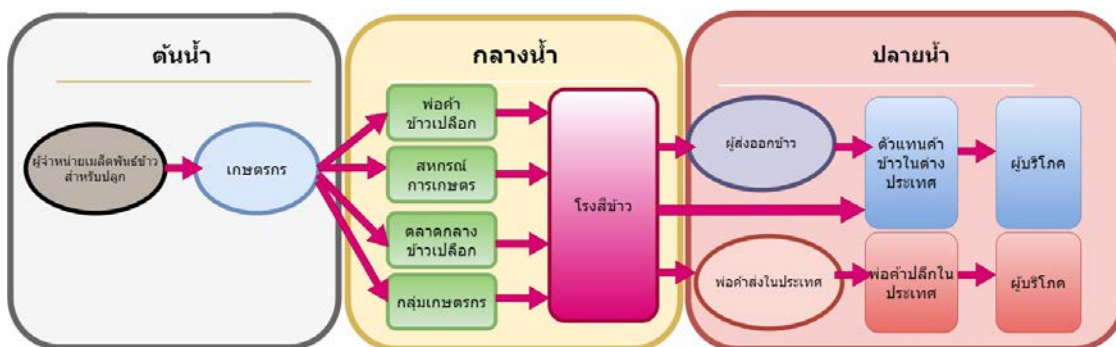 ต้นน้ำ
ผู้จำหน่ายเมล็ดพันธุ์ข้าว
สำหรับปลูก
เกษตรกร
กลางน้ำ
พ่อค้า
ข้าวเปลือก
สหกรณ์
การเกษตร
ตลาดกลาง
ข้าวเปลือก
กลุ่มเกษตรกร
โรงสีข้าว
ปลายน้ำ
ผู้ส่งออกข้าว
ตัวแทนค้า
ข้าวในต่าง
ประเทศ
ผู้บริโภค
พ่อค้าส่งในประเทศ
พ่อค้าปลีกใน
ประเทศ
ผู้บริโภค